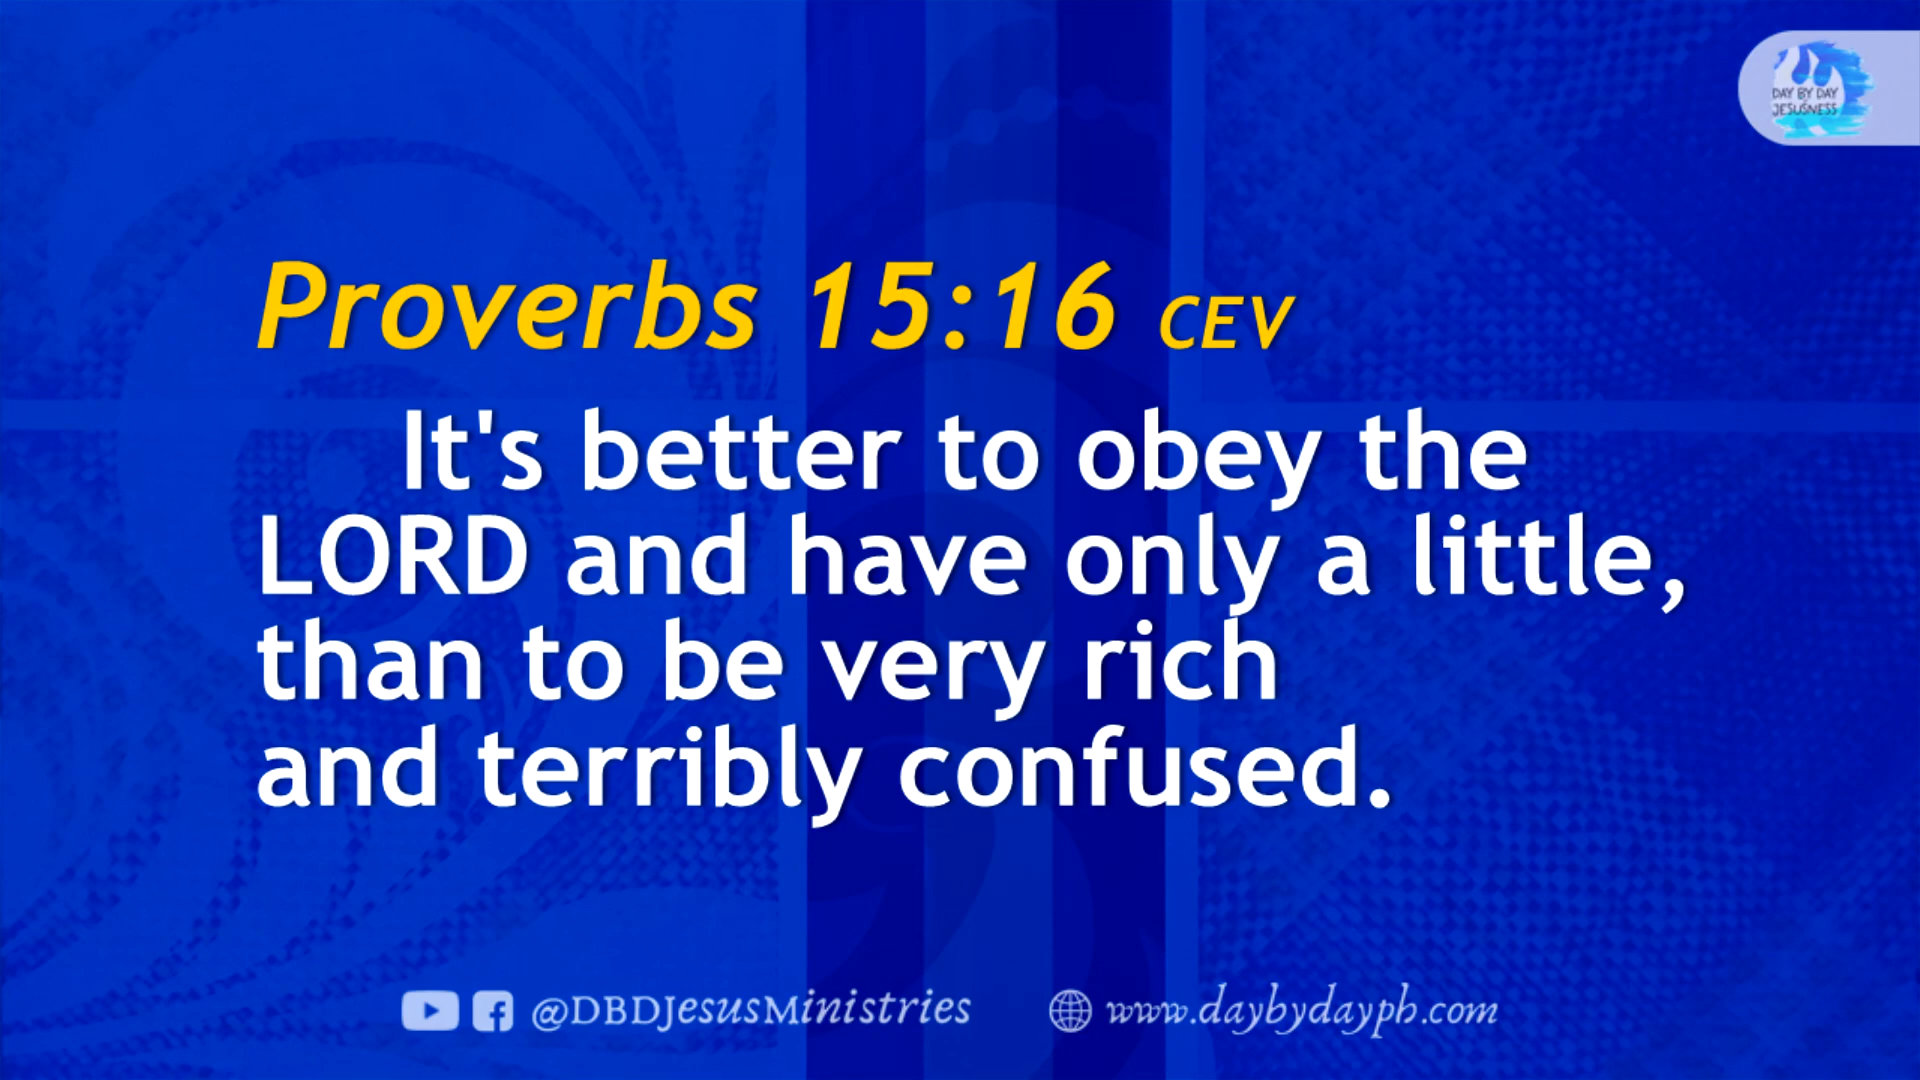 DAY BY DAY
JESUSNESS
Proverbs 15:16 CEV
It's better to obey the
LORD and have only a little,
than to be very rich
and terribly confused.
@DBDJesusMinistries www.daybydayph.com